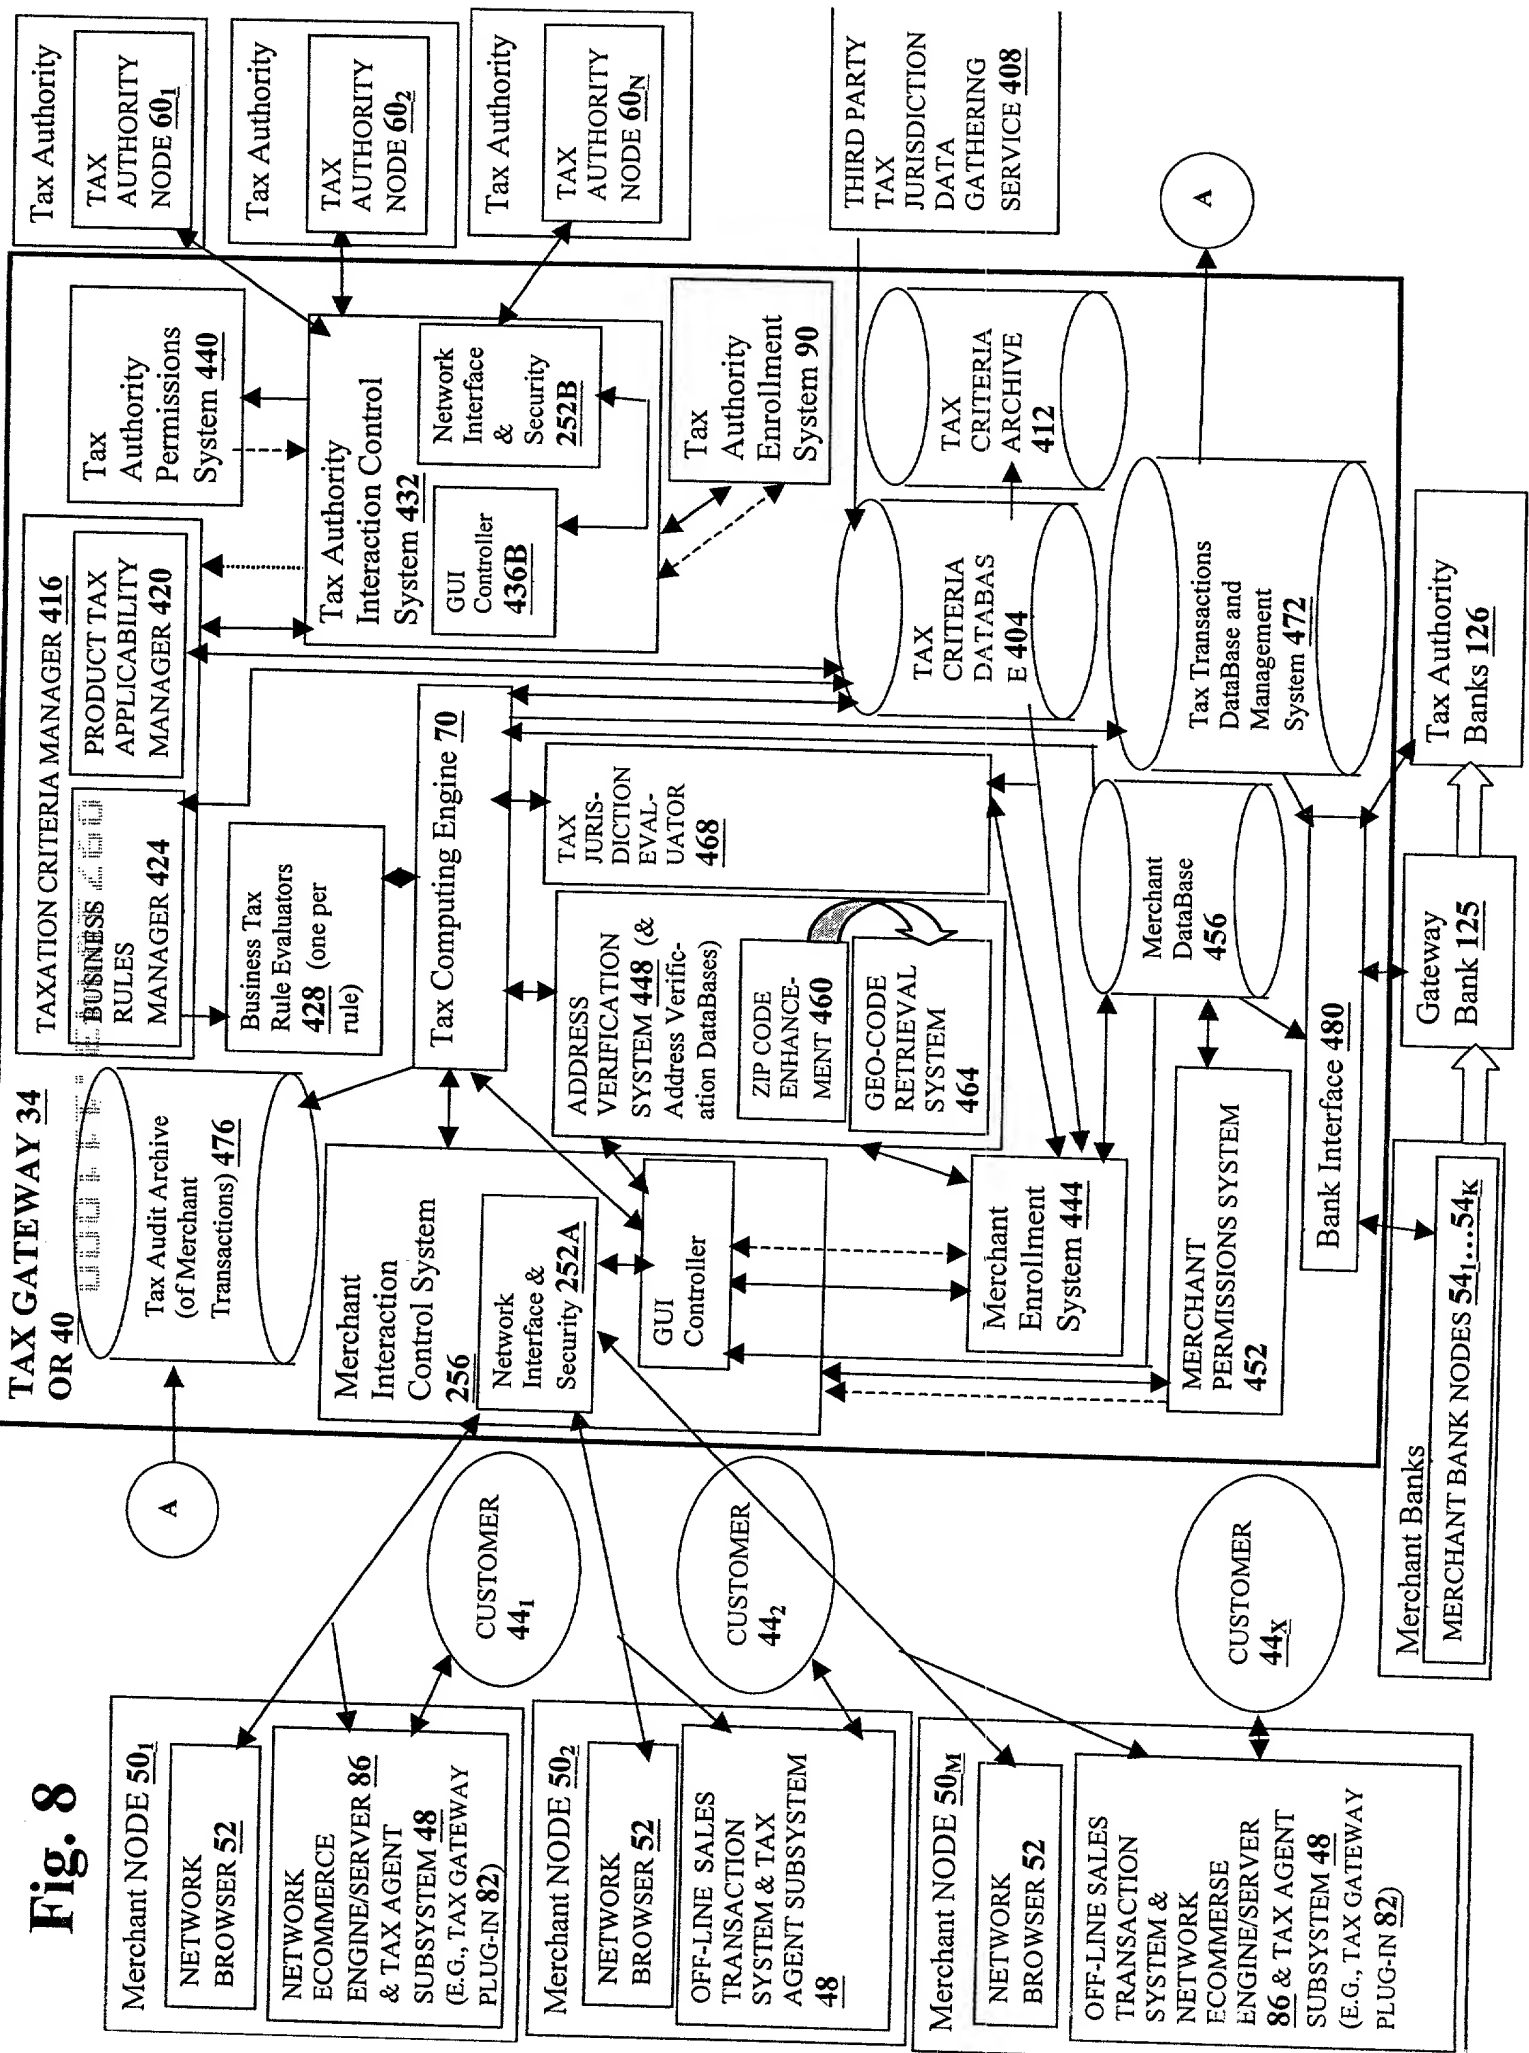 Fig. 8
Merchant NODE 50₁
NETWORK
BROWSER 52
NETWORK
ECOMMERCE
ENGINE/SERVER 86
& TAX AGENT
SUBSYSTEM 48
(E.G., TAX GATEWAY
PLUG-IN 82)
Merchant NODE 50₂
NETWORK
BROWSER 52
OFF-LINE SALES
TRANSACTION
SYSTEM & TAX
AGENT SUBSYSTEM
48
Merchant NODE 50M
NETWORK
BROWSER 52
OFF-LINE SALES
TRANSACTION
SYSTEM &
NETWORK
ECOMMERSE
ENGINE/SERVER
86 & TAX AGENT
SUBSYSTEM 48
(E.G., TAX GATEWAY
PLUG-IN 82)
A
CUSTOMER
44₁
CUSTOMER
44₂
CUSTOMER
44X
Merchant Banks
MERCHANT BANK NODES 54₁....54K
TAX GATEWAY 34
OR 40
Tax Audit Archive
(of Merchant
Transactions) 476
Merchant
Interaction
Control System
256
Network
Interface &
Security 252A
GUI
Controller
Merchant
Enrollment
System 444
MERCHANT
PERMISSIONS SYSTEM
452
Bank Interface 480
TAXATION CRITERIA MANAGER 416
BUSINESS
RULES
MANAGER 424
PRODUCT TAX
APPLICABILITY
MANAGER 420
Business Tax
Rule Evaluators
428 (one per
rule)
Tax Computing Engine 70
ADDRESS
VERIFICATION
SYSTEM 448 (&
Address Verific-
ation DataBases)
ZIP CODE
ENHANCE-
MENT 460
GEO-CODE
RETRIEVAL
SYSTEM
464
TAX
JURIS-
DICTION
EVAL-
UATOR
468
Merchant
DataBase
456
Gateway
Bank 125
Tax
Authority
Permissions
System 440
Tax Authority
Interaction Control
System 432
GUI
Controller
436B
Network
Interface
&
Security
252B
Tax
Authority
Enrollment
System 90
TAX
CRITERIA
DATABAS
E 404
TAX
CRITERIA
ARCHIVE
412
Tax Transactions
DataBase and
Management
System 472
Tax Authority
Banks 126
Tax Authority
TAX
AUTHORITY
NODE 60₁
Tax Authority
TAX
AUTHORITY
NODE 60₂
Tax Authority
TAX
AUTHORITY
NODE 60N
THIRD PARTY
TAX
JURISDICTION
DATA
GATHERING
SERVICE 408
A